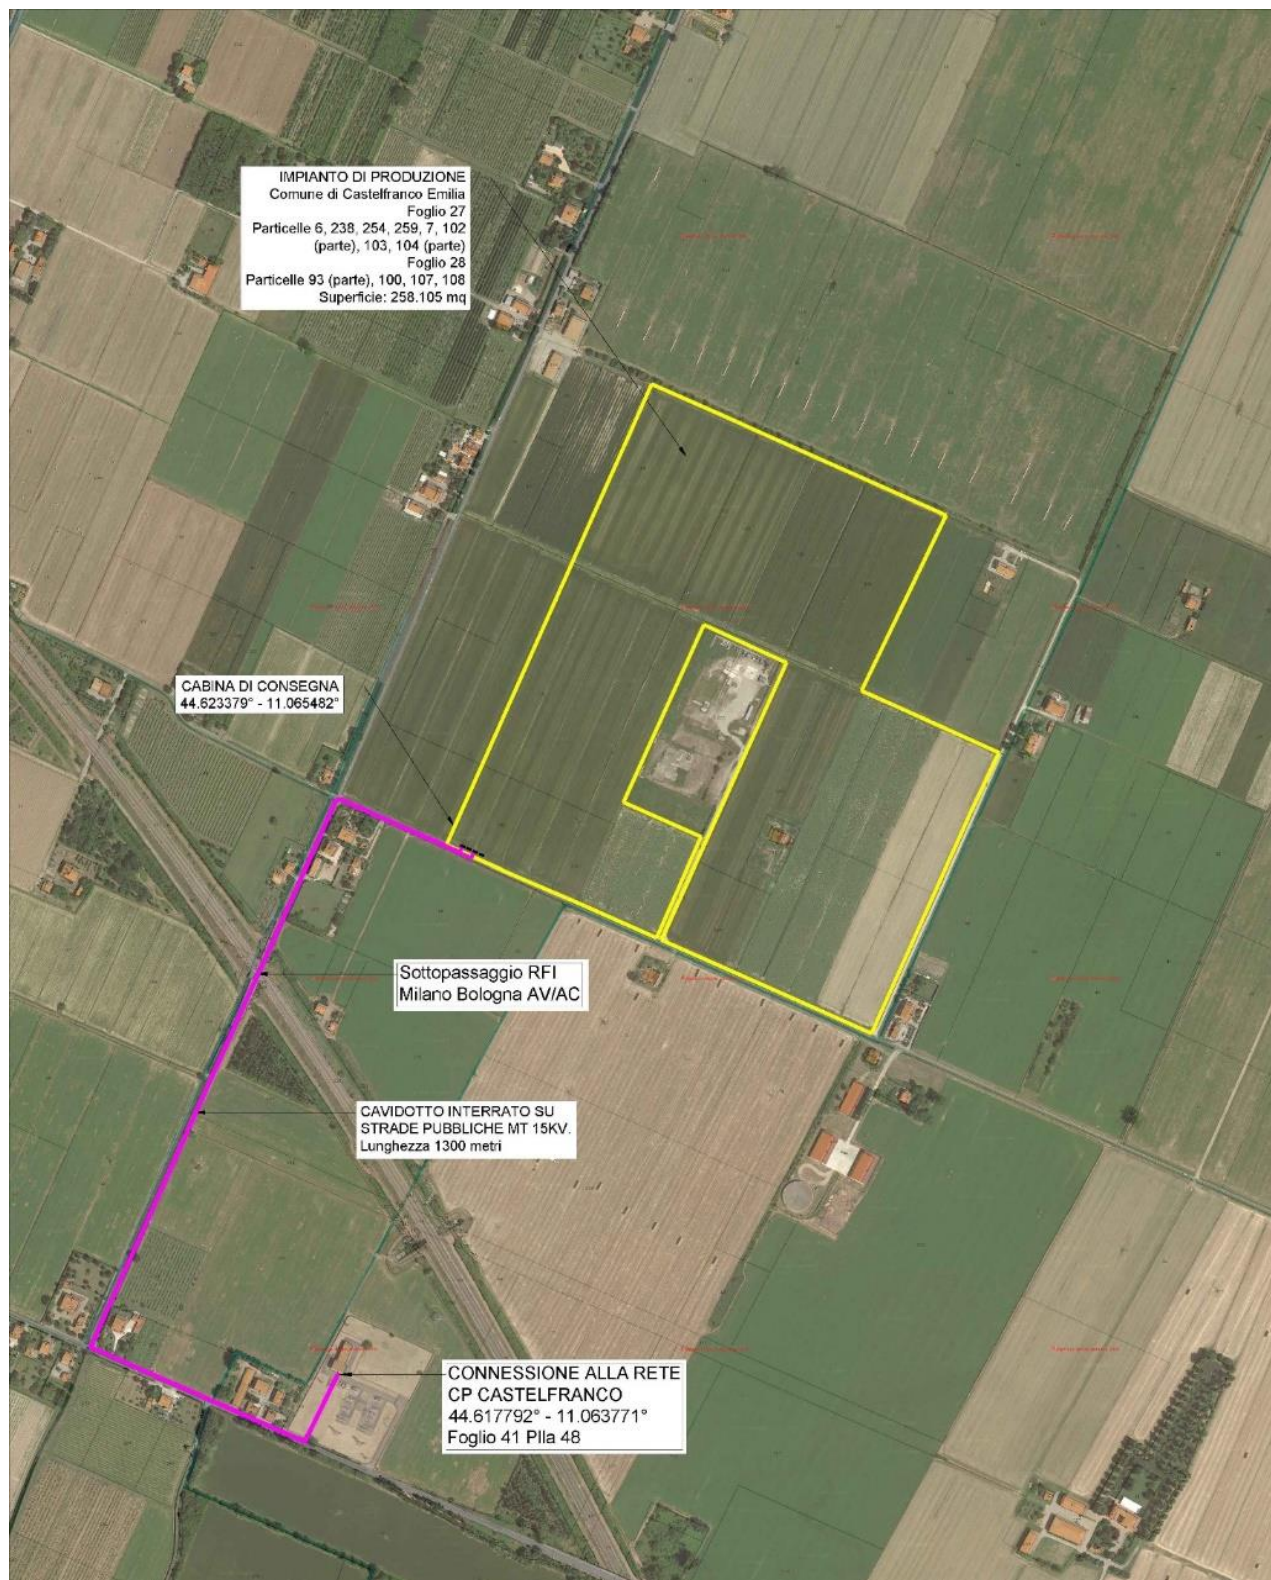 IMPIANTO DI PRODUZIONE
Comune di Castelfranco Emilia
Foglio 27
Particelle 6, 238, 254, 259, 7, 102
(parte), 103, 104 (parte)
Foglio 28
Particelle 93 (parte), 100, 107, 108
Superficie: 258.105 mq
CABINA DI CONSEGNA
44.623379° - 11.065482°
Sottopassaggio RFI
Milano Bologna AV/AC
CAVIDOTTO INTERRATO SU
STRADE PUBBLICHE MT 15KV.
Lunghezza 1300 metri
CONNESSIONE ALLA RETE
CP CASTELFRANCO
44.617792° - 11.063771°
Foglio 41 Plla 48